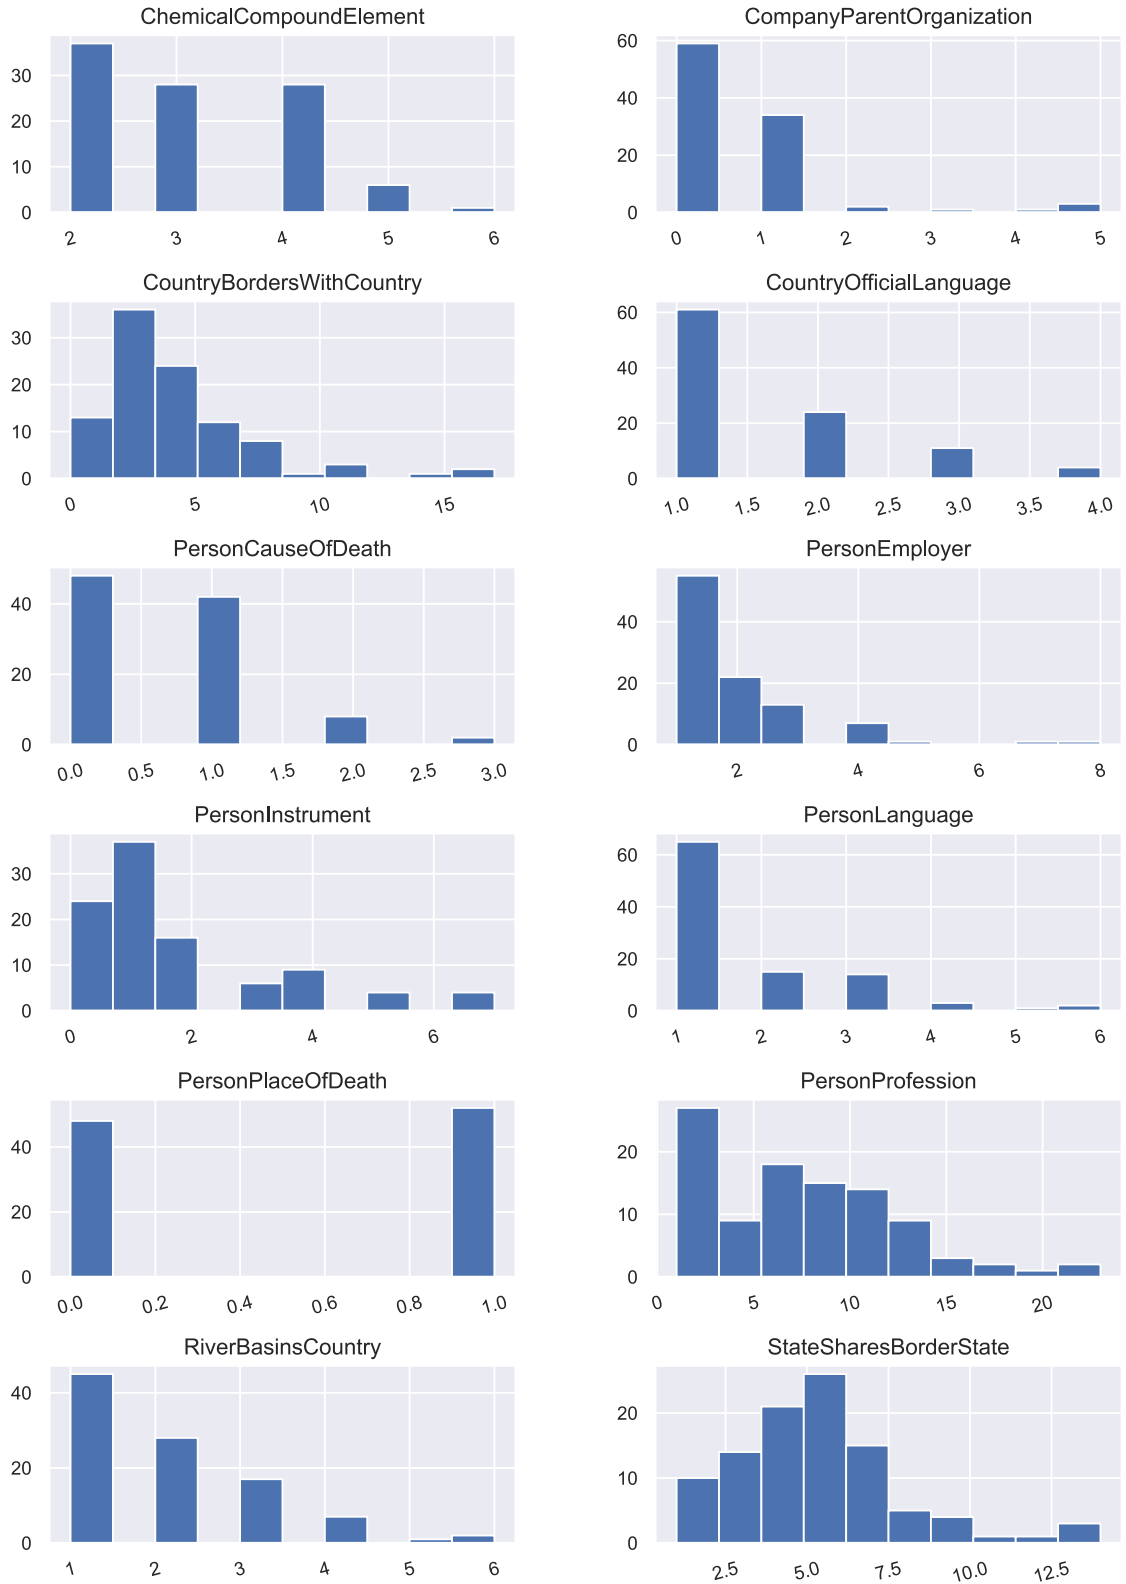 ChemicalCompoundElement
30
20
10
0
2 3 4 5 6
CompanyParentOrganization
60
40
20
0
0 1 2 3 4 5
CountryBordersWithCountry
30
20
10
0
0 5 10 15
CountryOfficialLanguage
60
40
20
0
1.0 1.5 2.0 2.5 3.0 3.5 4.0
PersonCauseOfDeath
40
20
0
0.0 0.5 1.0 1.5 2.0 2.5 3.0
PersonEmployer
40
20
0
2 4 6 8
PersonInstrument
30
20
10
0
0 2 4 6
PersonLanguage
60
40
20
0
1 2 3 4 5 6
PersonPlaceOfDeath
40
20
0
0.0 0.2 0.4 0.6 0.8 1.0
PersonProfession
20
10
0
0 5 10 15 20
RiverBasinsCountry
40
20
0
1 2 3 4 5 6
StateSharesBorderState
20
10
0
2.5 5.0 7.5 10.0 12.5